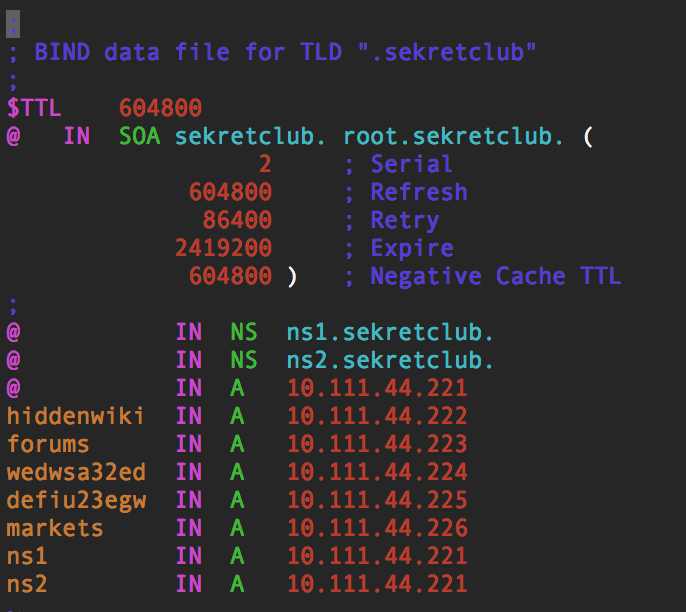 ;
; BIND data file for TLD ".sekretclub"
;
$TTL 604800
@ IN SOA sekretclub. root.sekretclub. (
2 ; Serial
604800 ; Refresh
86400 ; Retry
2419200 ; Expire
604800 ) ; Negative Cache TTL
;
@ IN NS ns1.sekretclub.
@ IN NS ns2.sekretclub.
@ IN A 10.111.44.221
hiddenwiki IN A 10.111.44.222
forums IN A 10.111.44.223
wedwsa32ed IN A 10.111.44.224
defiu23egw IN A 10.111.44.225
markets IN A 10.111.44.226
ns1 IN A 10.111.44.221
ns2 IN A 10.111.44.221